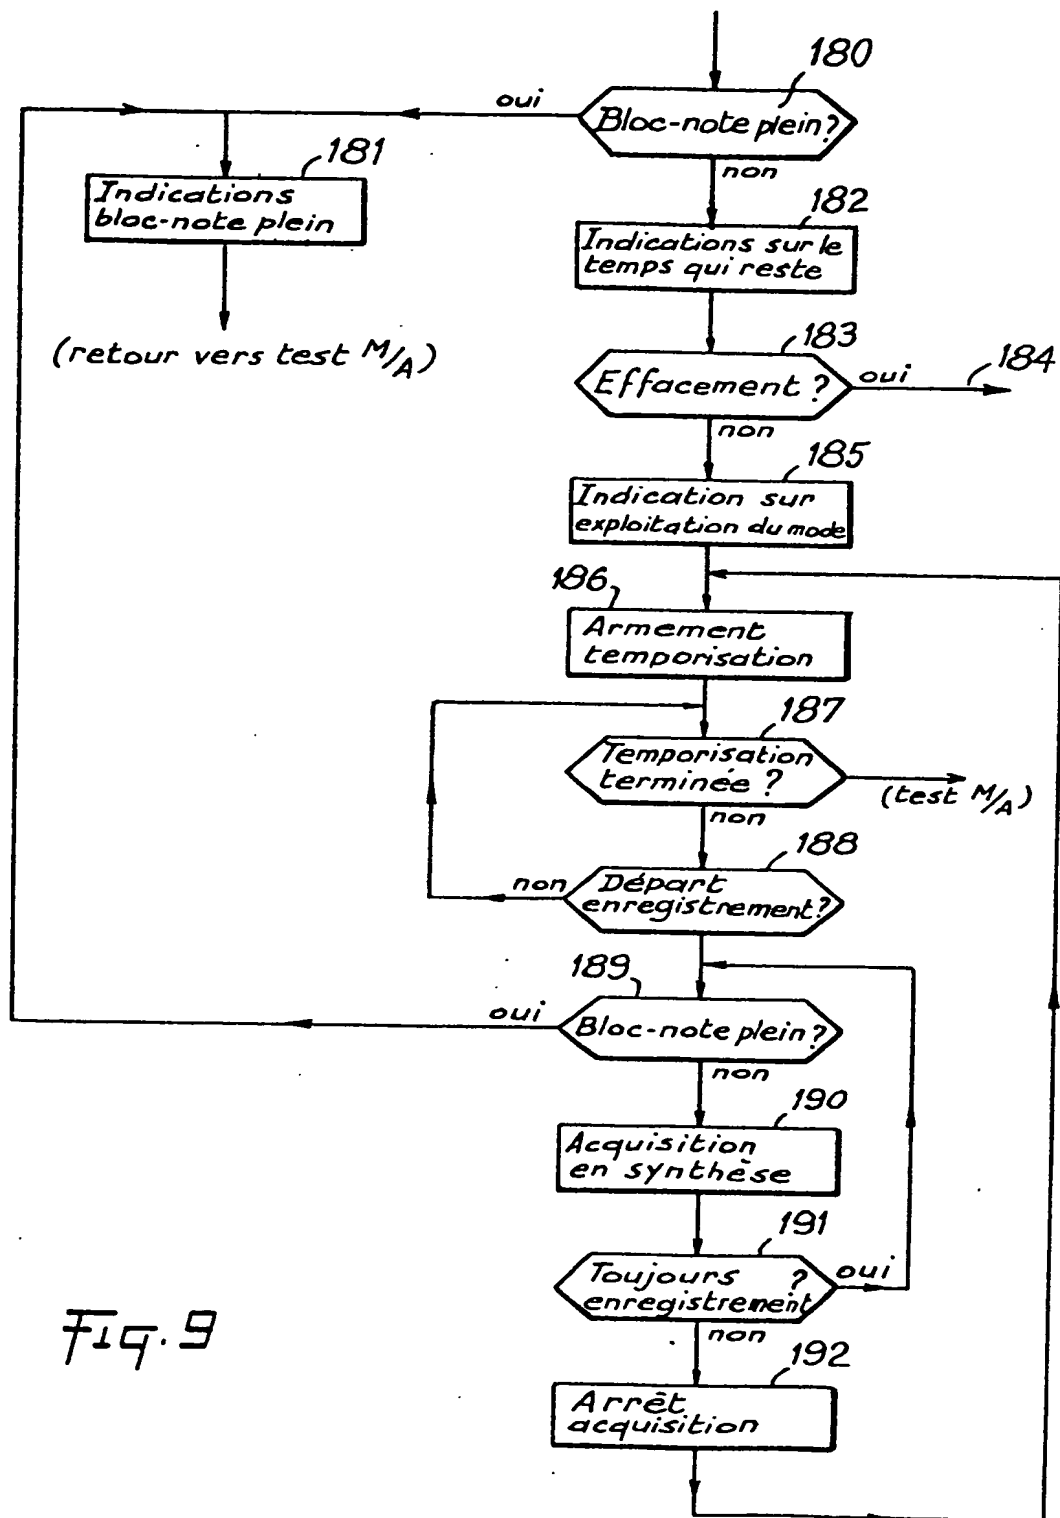 180
oui
Bloc-note plein?
non
181
Indications
bloc-note plein
182
Indications sur le
temps qui reste
(retour vers test M/A)
183
Effacement ?
oui
184
non
185
Indication sur
exploitation du mode
186
Armement
temporisation
187
Temporisation
terminée ?
(test M/A)
non
188
non
Départ
enregistrement?
189
oui
Bloc-note plein?
non
190
Acquisition
en synthèse
191
Toujours ?
enregistrement
oui
non
192
Arrêt
acquisition
Fig. 9